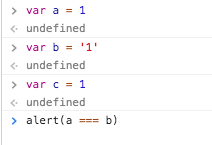 > var a = 1
<· undefined
> var b = '1'
<· undefined
> var c = 1
<· undefined
> alert(a === b)